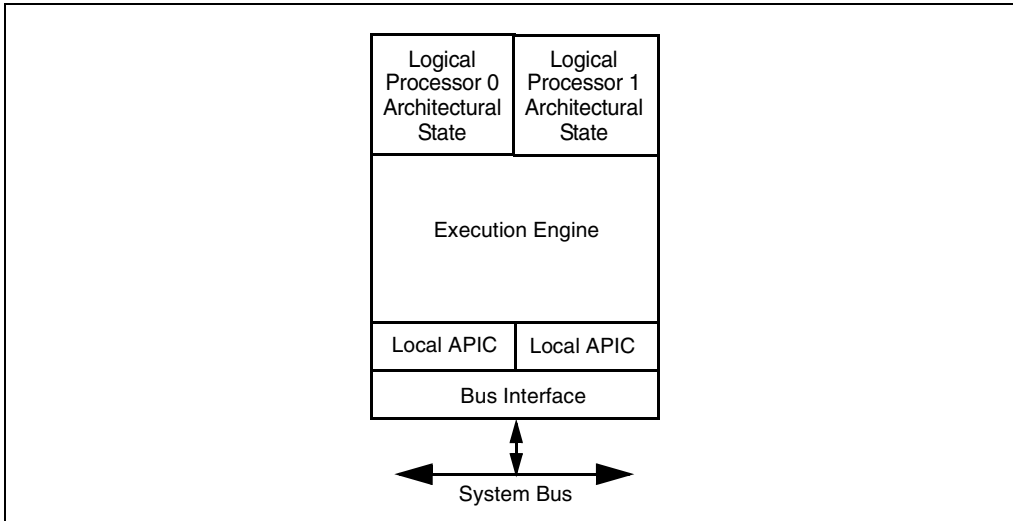 Logical
Processor 0
Architectural
State
Logical
Processor 1
Architectural
State
Execution Engine
Local APIC
Local APIC
Bus Interface
System Bus